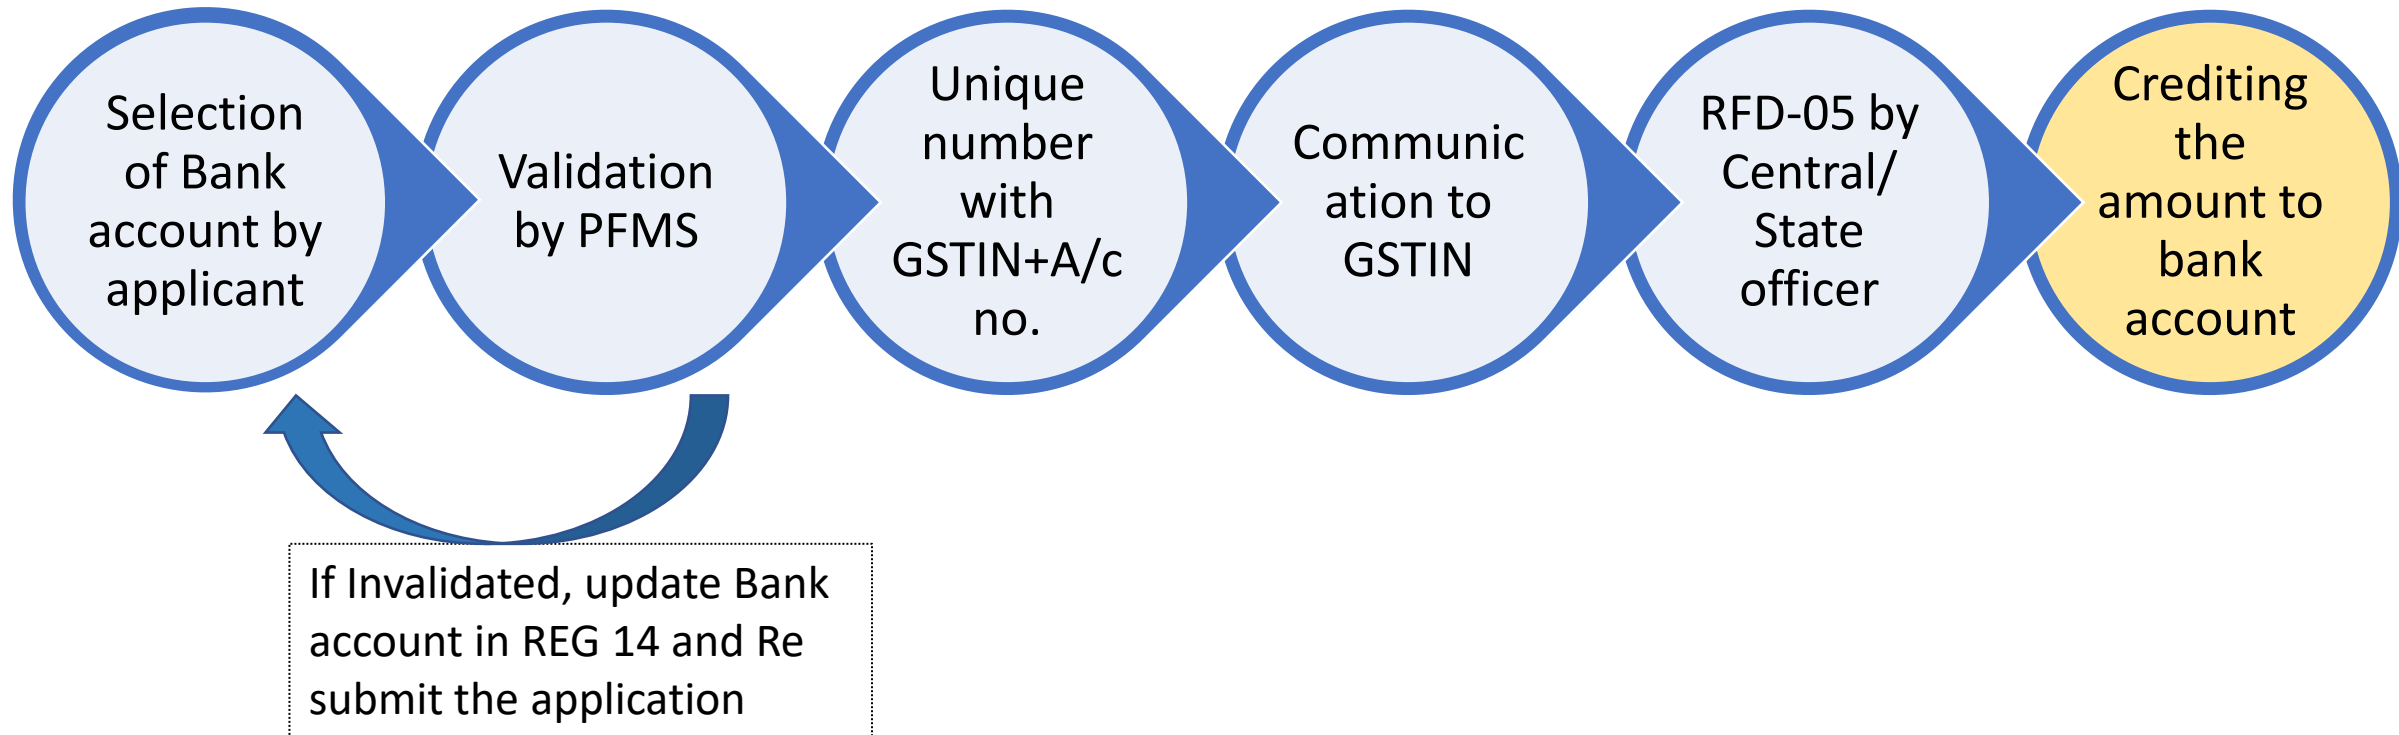 Selection
of Bank
account by
applicant
Validation
by PFMS
Unique
number
with
GSTIN+A/c
no.
Communic
ation to
GSTIN
RFD-05 by
Central/
State
officer
Crediting
the
amount to
bank
account
If Invalidated, update Bank
account in REG 14 and Re
submit the application